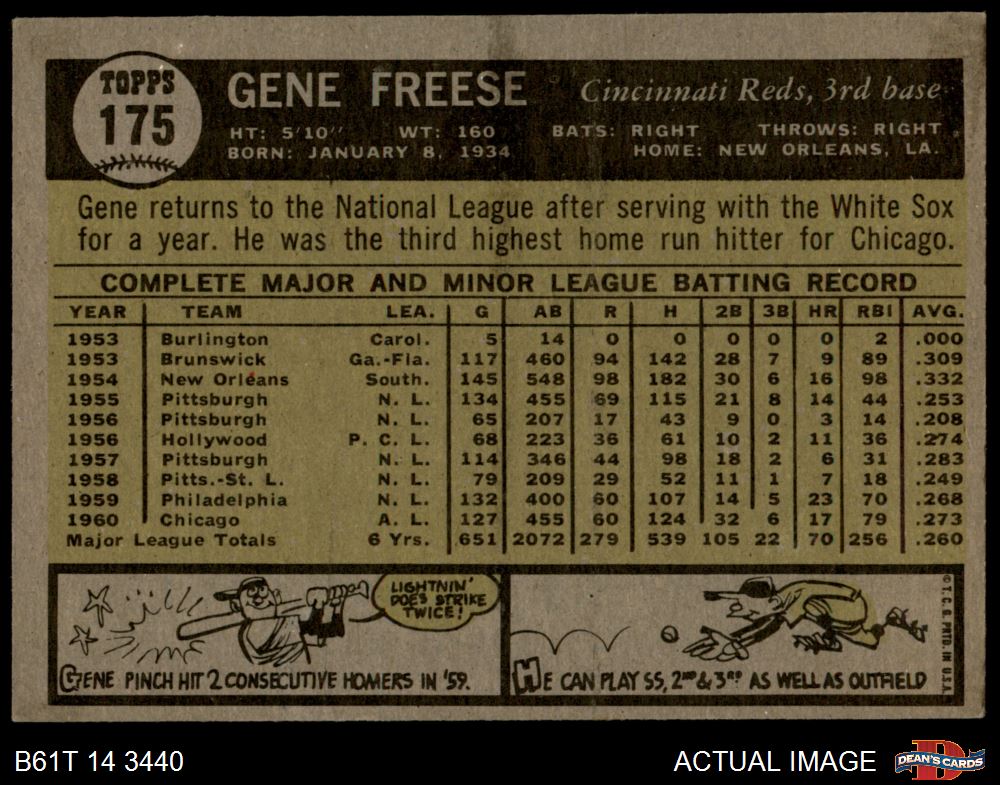 TOPPS
175
GENE FREESE
Cincinnati Reds, 3rd base
HT: 5'10" WT: 160 BATS: RIGHT THROWS: RIGHT
BORN: JANUARY 8, 1934 HOME: NEW ORLEANS, LA.
Gene returns to the National League after serving with the White Sox
for a year. He was the third highest home run hitter for Chicago.
COMPLETE MAJOR AND MINOR LEAGUE BATTING RECORD
YEAR TEAM LEA. G AB R H 2B 3B HR RBI AVG.
1953 Burlington Carol. 5 14 0 0 0 0 0 2 .000
1953 Brunswick Ga.-Fla. 117 460 94 142 28 7 9 89 .309
1954 New Orleans South. 145 548 98 182 30 6 16 98 .332
1955 Pittsburgh N. L. 134 455 69 115 21 8 14 44 .253
1956 Pittsburgh N. L. 65 207 17 43 9 0 3 14 .208
1956 Hollywood P. C. L. 68 223 36 61 10 2 11 36 .274
1957 Pittsburgh N. L. 114 346 44 98 18 2 6 31 .283
1958 Pitts.-St. L. N. L. 79 209 29 52 11 1 7 18 .249
1959 Philadelphia N. L. 132 400 60 107 14 5 23 70 .268
1960 Chicago A. L. 127 455 60 124 32 6 17 79 .273
Major League Totals 6 Yrs. 651 2072 279 539 105 22 70 256 .260
LIGHTNIN'
DOES STRIKE
TWICE!
GENE PINCH HIT 2 CONSECUTIVE HOMERS IN '59.
HE CAN PLAY SS, 2ND & 3RD AS WELL AS OUTFIELD
© T.C.G. PRTD. IN U.S.A.
B61T 14 3440
ACTUAL IMAGE
DEAN'S CARDS